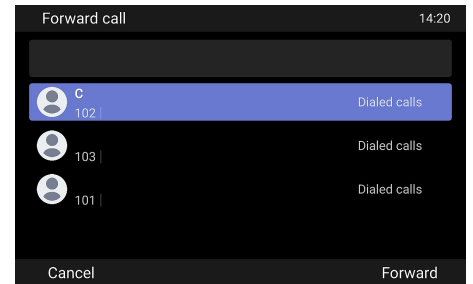 Forward call 14:20
C
102 | Dialed calls
103 | Dialed calls
101 | Dialed calls
Cancel Forward